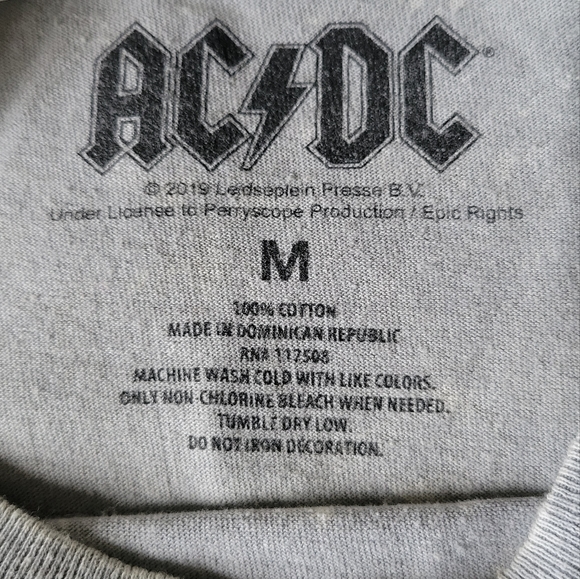 AC/DC®
© 2019 Leidseplein Presse B.V.
Under License to Perryscope Production / Epic Rights
M
100% COTTON
MADE IN DOMINICAN REPUBLIC
RN# 117508
MACHINE WASH COLD WITH LIKE COLORS.
ONLY NON-CHLORINE BLEACH WHEN NEEDED.
TUMBLE DRY LOW.
DO NOT IRON DECORATION.